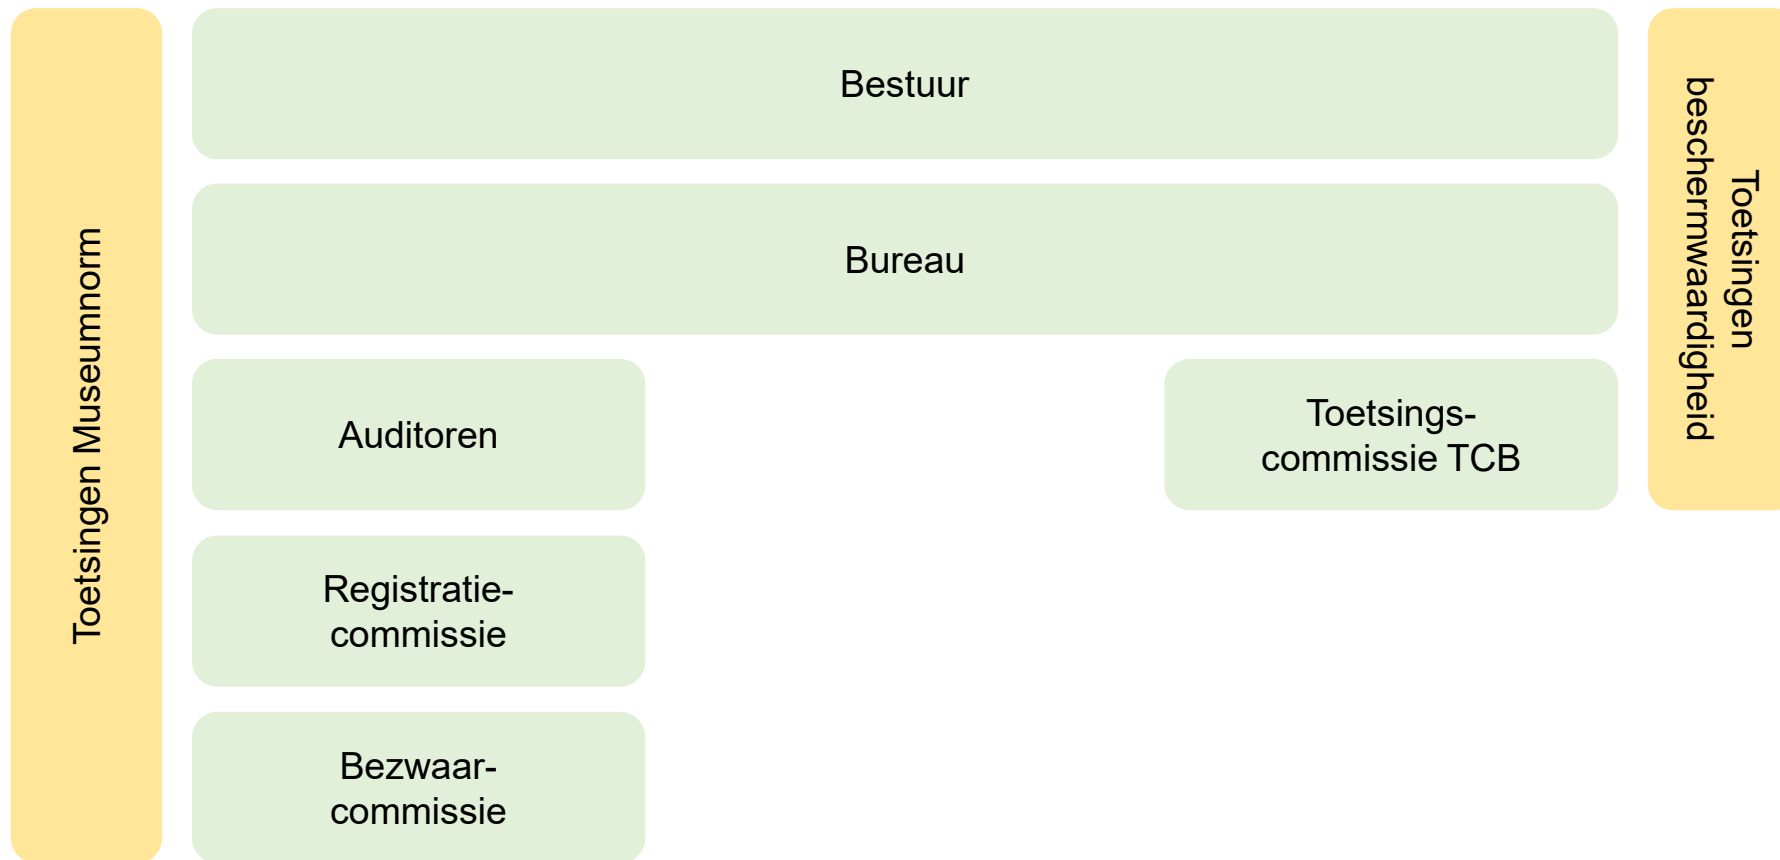 Toetsingen Museumnorm
Bestuur
Bureau
Auditoren
Registratie-
commissie
Bezwaar-
commissie
Toetsings-
commissie TCB
Toetsingen
beschermwaardigheid